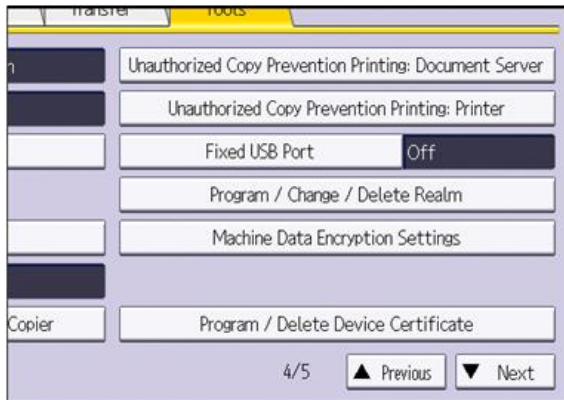 Tools
Unauthorized Copy Prevention Printing: Document Server
Unauthorized Copy Prevention Printing: Printer
Fixed USB Port Off
Program / Change / Delete Realm
Machine Data Encryption Settings
Copier Program / Delete Device Certificate
4/5 ▲ Previous ▼ Next